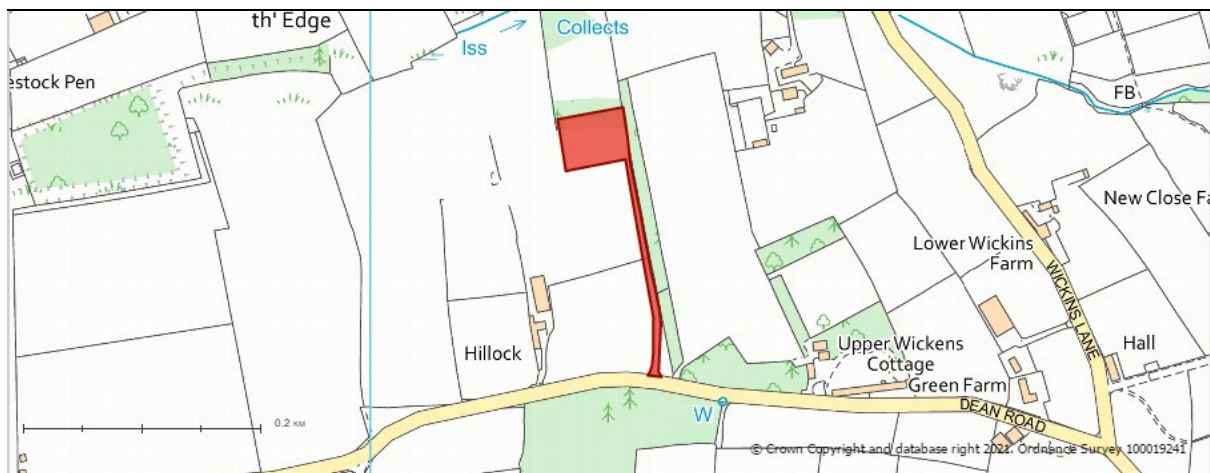 th' Edge
Collects
Iss
estock Pen
FB
New Close Fa
Lower Wickins
Farm
WICKINS LANE
Hillock
Upper Wickens
Cottage
Hall
Green Farm
W
DEAN ROAD
0.2 КМ
© Crown Copyright and database right 2021. Ordnance Survey 100019241